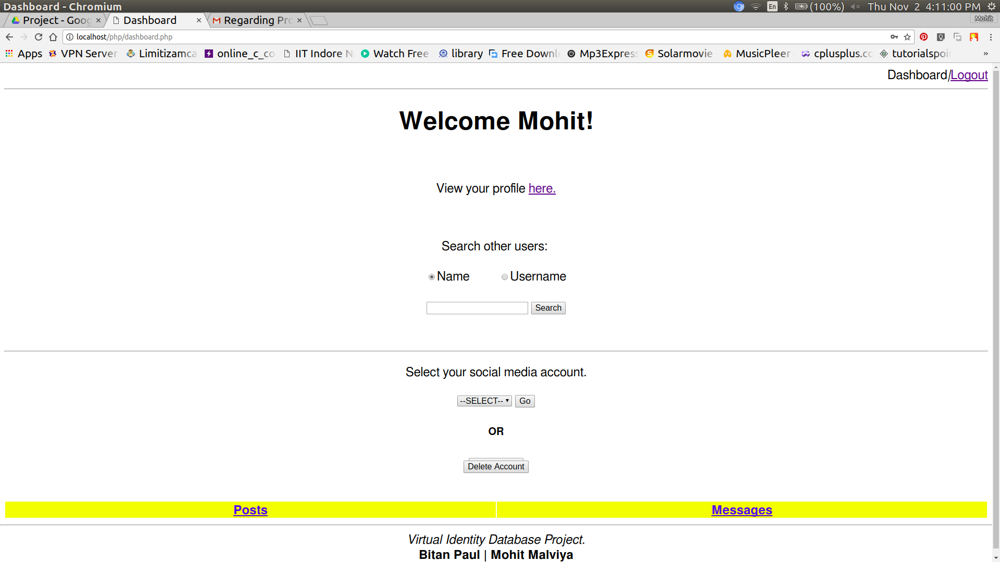 Dashboard - Chromium
En (100%) Thu Nov 2 4:11:00 PM
Project - Goog Dashboard Regarding Pro Mohit
localhost/php/dashboard.php
Apps VPN Server Limitizamca online_c_co IIT Indore N Watch Free library Free Downl Mp3Express Solarmovie MusicPleer cplusplus.co tutorialspoin »
Dashboard/Logout
Welcome Mohit!
View your profile here.
Search other users:
Name Username
Search
Select your social media account.
--SELECT-- Go
OR
Delete Account
Posts Messages
Virtual Identity Database Project.
Bitan Paul | Mohit Malviya